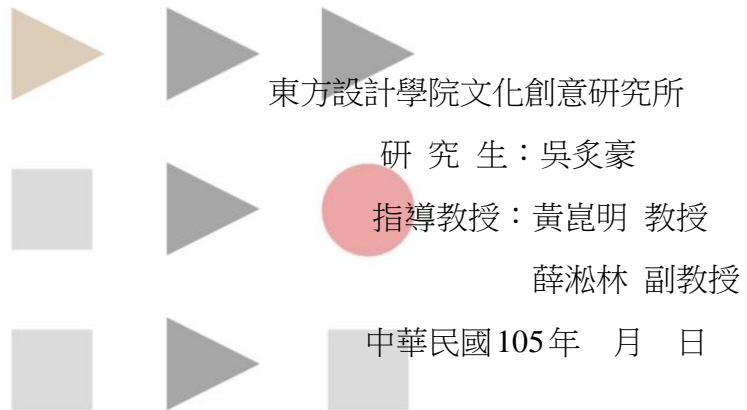 東方設計學院文化創意研究所
研 究 生：吳炙豪
指導教授：黃崑明 教授
薛淞林 副教授
中華民國105年 月 日